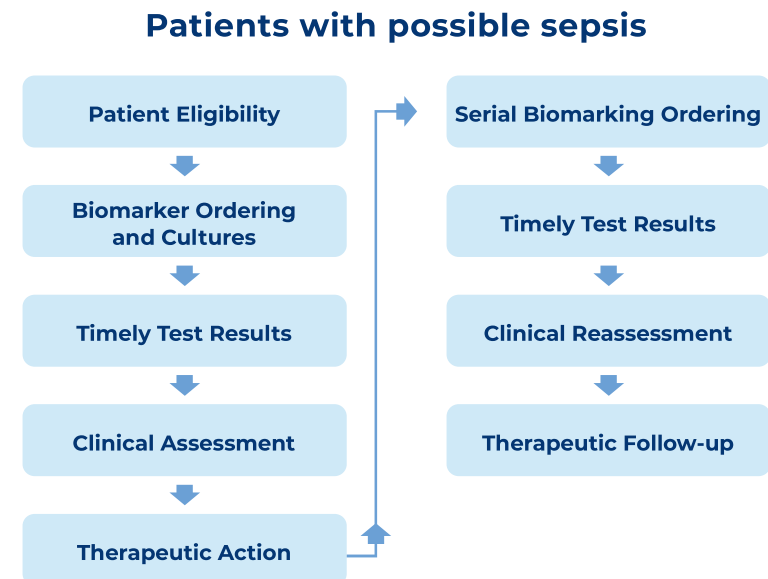 Patients with possible sepsis
Patient Eligibility
Biomarker Ordering
and Cultures
Timely Test Results
Clinical Assessment
Therapeutic Action
Serial Biomarking Ordering
Timely Test Results
Clinical Reassessment
Therapeutic Follow-up